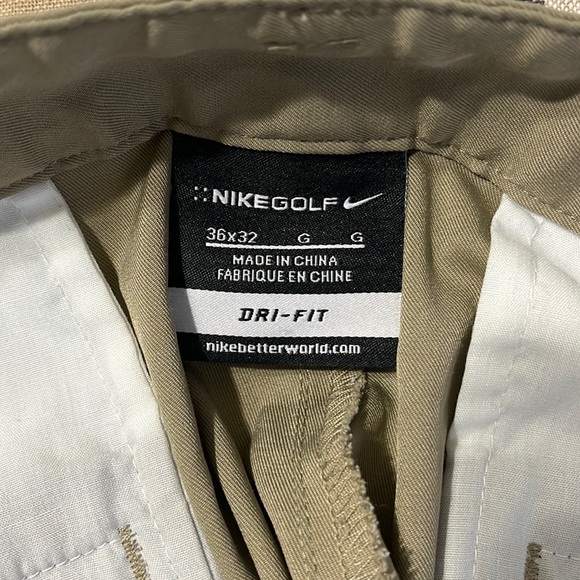 NIKEGOLF
36x32 G G
MADE IN CHINA
FABRIQUE EN CHINE
DRI-FIT
nikebetterworld.com